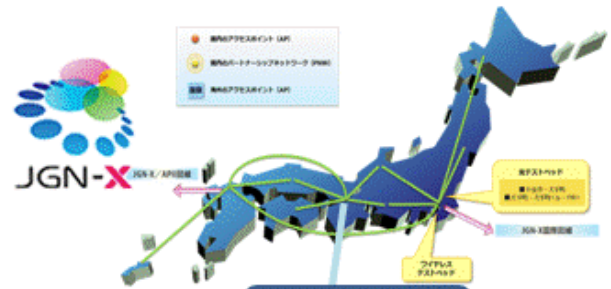 国内のアクセスポイント (AP)
国内のパートナーシップネットワーク (PNW)
海外のアクセスポイント (AP)
JGN-X
JGN-X／APII回線
光テストベッド
JGN-X国際回線
ワイヤレス
テストベッド